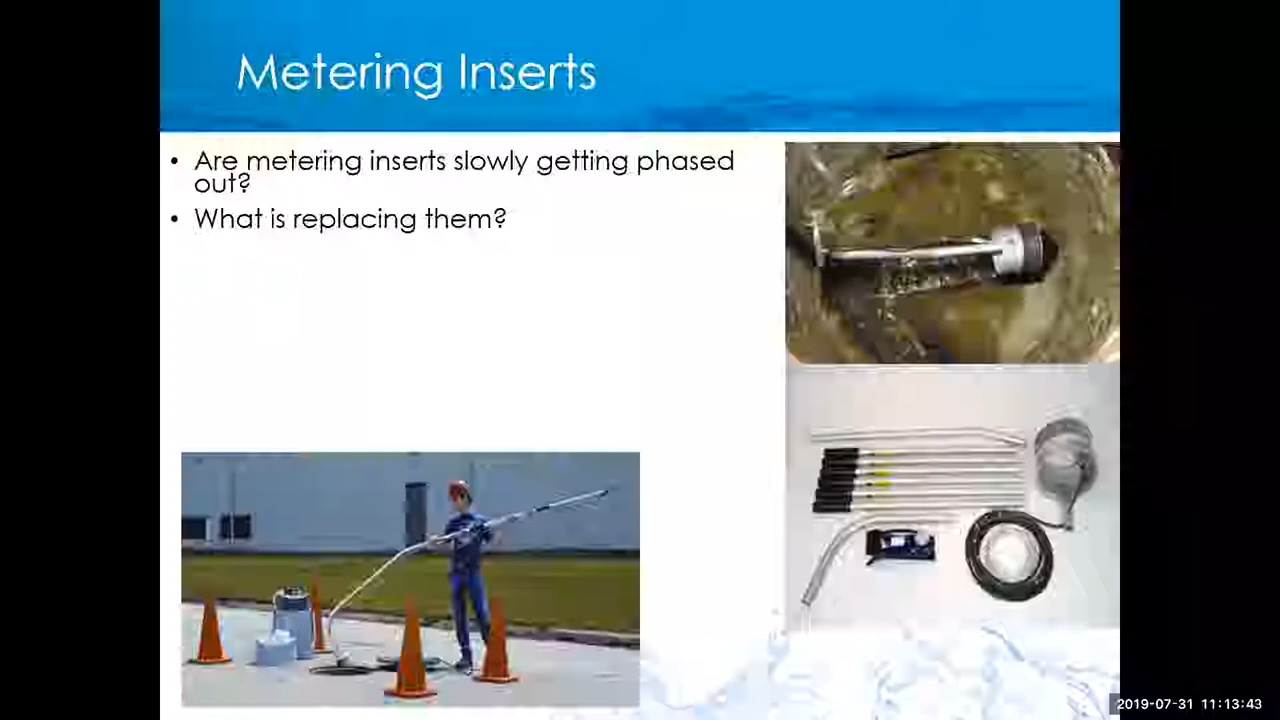 Metering Inserts
• Are metering inserts slowly getting phased
out?
• What is replacing them?
2019-07-31 11:13:43